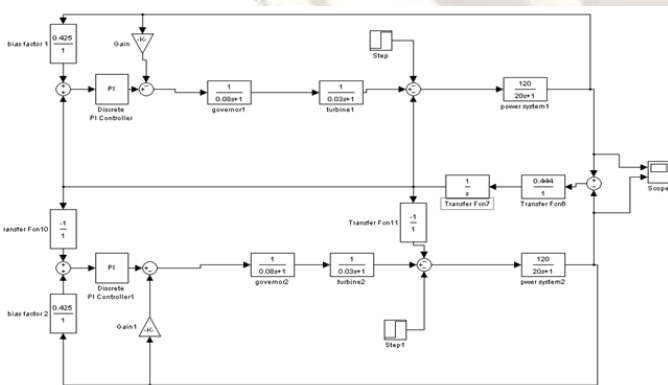 0.425
1
bias factor 1
Gain
-K-
Step
PI
Discrete
PI Controller
1
0.08s+1
governor1
1
0.03s+1
turbine1
120
20s+1
power system1
Scope
1
s
Transfer Fcn7
0.444
1
Transfer Fcn6
-1
1
ransfer Fcn10
-1
1
Transfer Fcn11
PI
Discrete
PI Controller1
1
0.08s+1
governor2
1
0.03s+1
turbine2
120
20s+1
pwer system2
0.425
1
bias factor 2
Gain1
-K-
Step1